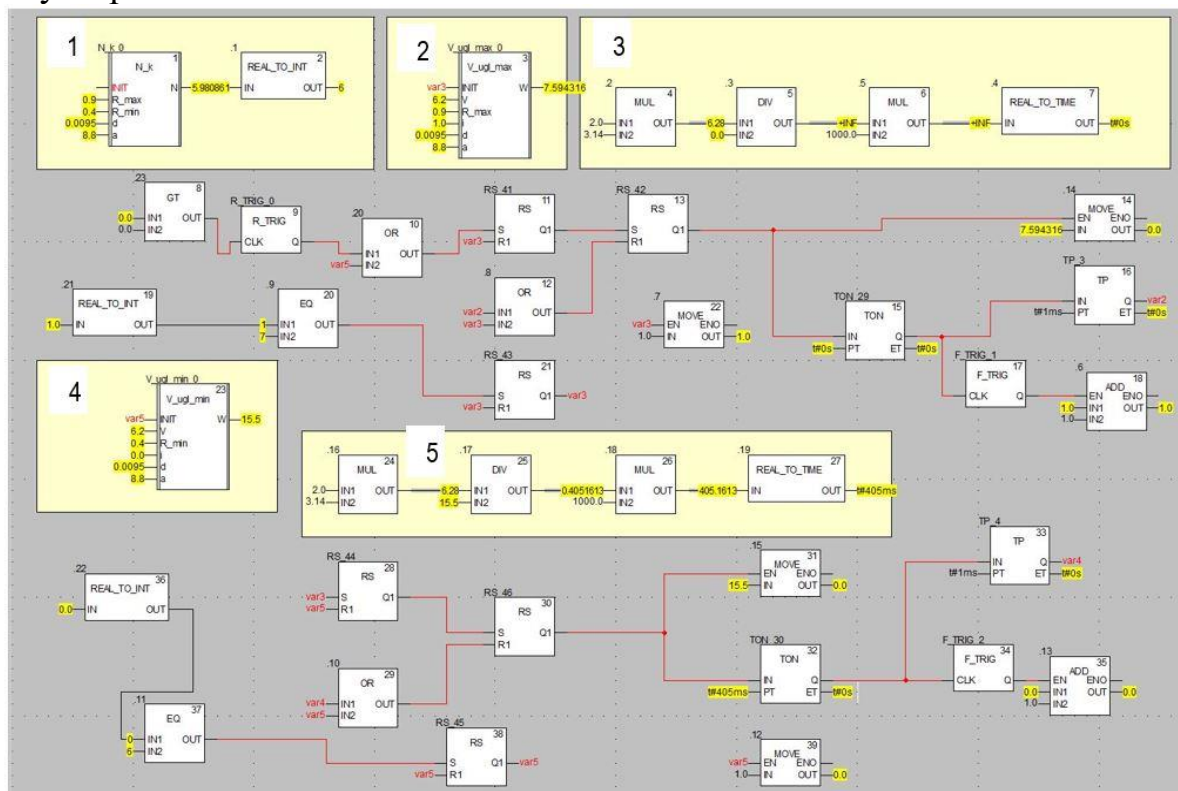 1
N_k_0
1
N_k
INIT
N
5.980861
0.9
R_max
0.4
R_min
0.0095
d
8.8
a
.1
2
REAL_TO_INT
IN
OUT
6
2
V_ugl_max_0
3
V_ugl_max
var3
INIT
W
7.594316
6.2
V
0.9
R_max
1.0
i
0.0095
d
8.8
a
3
.2
4
MUL
2.0
IN1
OUT
3.14
IN2
.3
5
DIV
6.28
IN1
OUT
0.0
IN2
.5
6
MUL
+INF
IN1
OUT
1000.0
IN2
.4
7
REAL_TO_TIME
+INF
IN
OUT
t#0s
.23
8
GT
0.0
IN1
OUT
0.0
IN2
R_TRIG_0
9
R_TRIG
CLK
Q
.20
10
OR
IN1
OUT
var5
IN2
RS_41
11
RS
S
Q1
var3
R1
RS_42
13
RS
S
Q1
R1
.14
14
MOVE
EN
ENO
7.594316
IN
OUT
0.0
.8
12
OR
var2
IN1
OUT
var3
IN2
.21
19
REAL_TO_INT
1.0
IN
OUT
.9
20
EQ
1
IN1
OUT
7
IN2
.7
22
MOVE
var3
EN
ENO
1.0
IN
OUT
1.0
TON_29
15
TON
IN
Q
t#0s
PT
ET
t#0s
TP_3
16
TP
IN
Q
var2
t#1ms
PT
ET
t#0s
RS_43
21
RS
S
Q1
var3
var3
R1
F_TRIG_1
17
F_TRIG
CLK
Q
.6
18
ADD
EN
ENO
1.0
IN1
OUT
1.0
1.0
IN2
4
V_ugl_min_0
23
V_ugl_min
var5
INIT
W
15.5
6.2
V
0.4
R_min
0.0
i
0.0095
d
8.8
a
5
.16
24
MUL
2.0
IN1
OUT
3.14
IN2
.17
25
DIV
6.28
IN1
OUT
15.5
IN2
.18
26
MUL
0.4051613
IN1
OUT
1000.0
IN2
.19
27
REAL_TO_TIME
405.1613
IN
OUT
t#405ms
.22
36
REAL_TO_INT
0.0
IN
OUT
RS_44
28
RS
var3
S
Q1
var5
R1
RS_46
30
RS
S
Q1
R1
.15
31
MOVE
EN
ENO
15.5
IN
OUT
0.0
TP_4
33
TP
IN
Q
var4
t#1ms
PT
ET
t#0s
.10
29
OR
var4
IN1
OUT
var5
IN2
TON_30
32
TON
IN
Q
t#405ms
PT
ET
t#0s
F_TRIG_2
34
F_TRIG
CLK
Q
.13
35
ADD
EN
ENO
0.0
IN1
OUT
0.0
1.0
IN2
.11
37
EQ
0
IN1
OUT
6
IN2
RS_45
38
RS
S
Q1
var5
var5
R1
.12
39
MOVE
var5
EN
ENO
1.0
IN
OUT
0.0